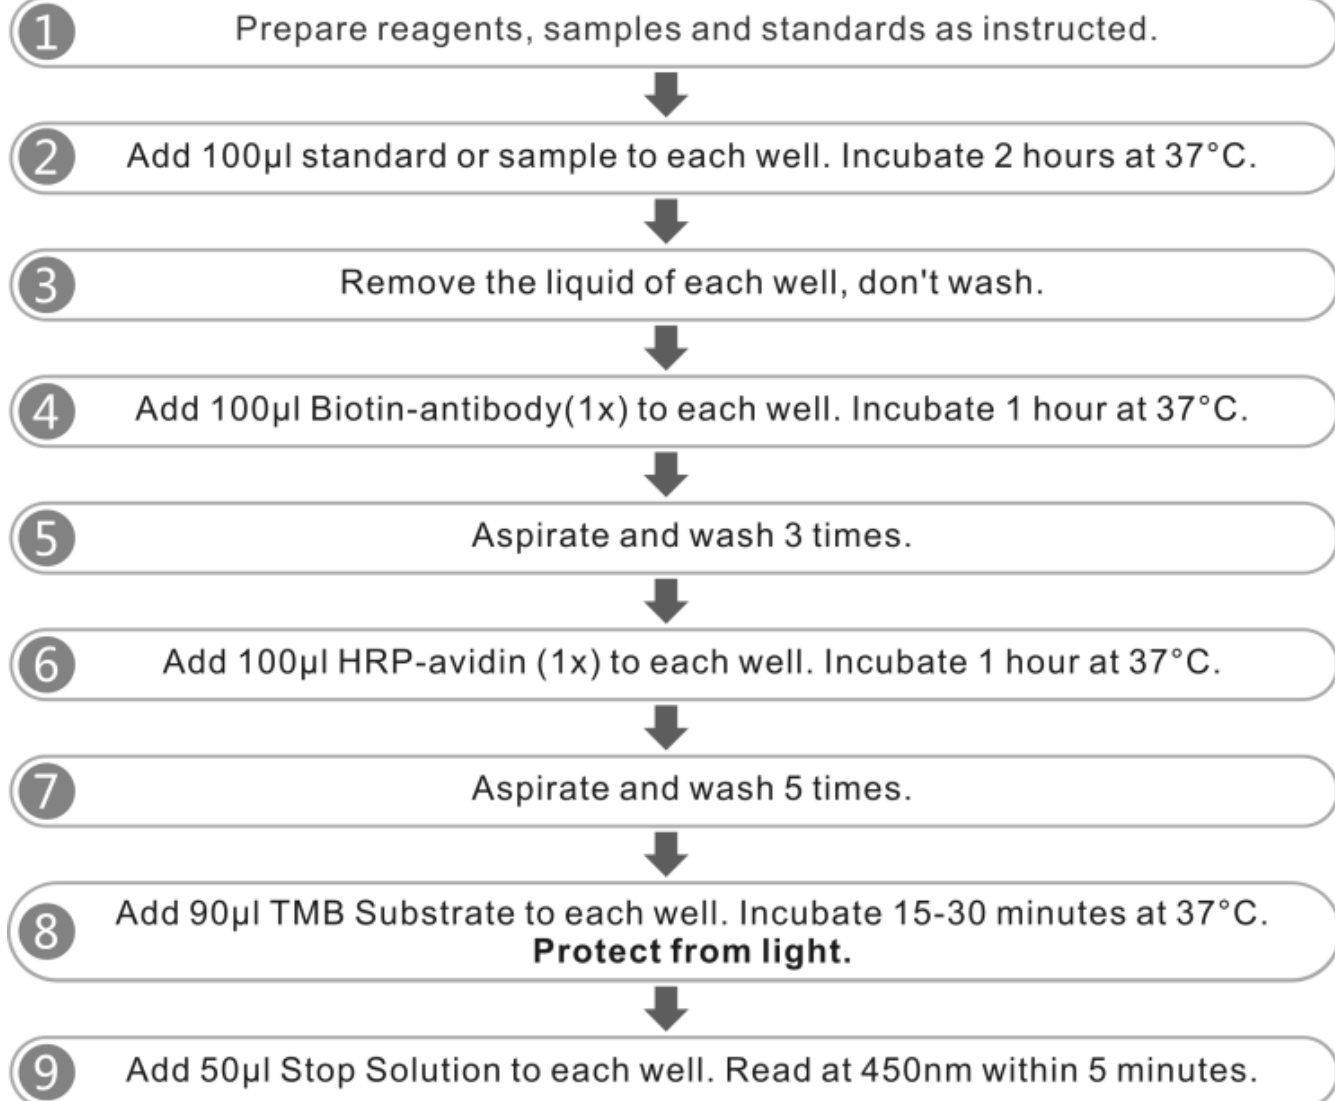 1 Prepare reagents, samples and standards as instructed.
2 Add 100µl standard or sample to each well. Incubate 2 hours at 37°C.
3 Remove the liquid of each well, don't wash.
4 Add 100µl Biotin-antibody(1x) to each well. Incubate 1 hour at 37°C.
5 Aspirate and wash 3 times.
6 Add 100µl HRP-avidin (1x) to each well. Incubate 1 hour at 37°C.
7 Aspirate and wash 5 times.
8 Add 90µl TMB Substrate to each well. Incubate 15-30 minutes at 37°C.
Protect from light.
9 Add 50µl Stop Solution to each well. Read at 450nm within 5 minutes.